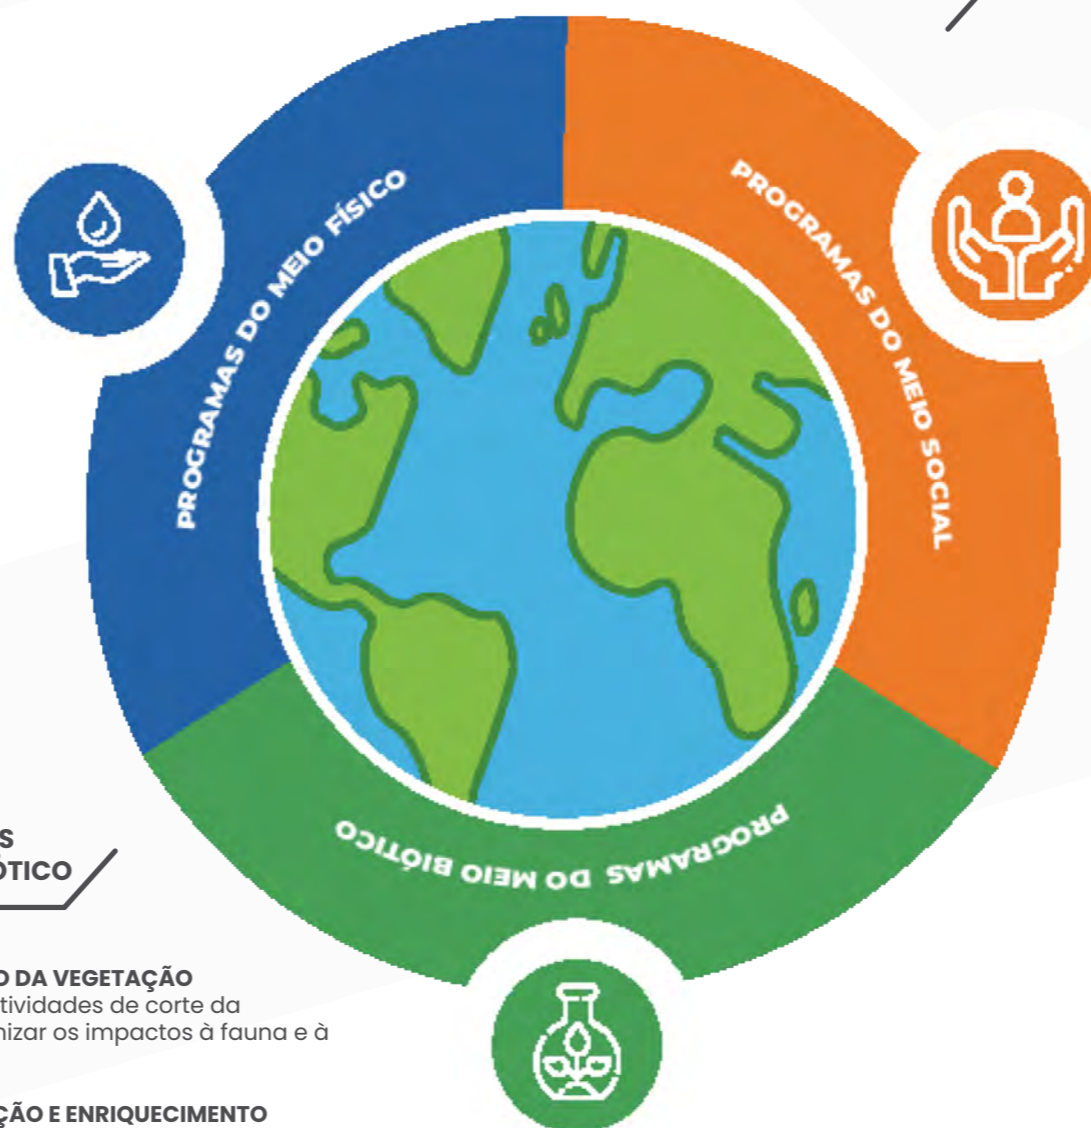 PROGRAMAS DO MEIO FÍSICO
PROGRAMAS DO MEIO SOCIAL
PROGRAMAS DO MEIO BIÓTICO
S
ÓTICO
O DA VEGETAÇÃO
tividades de corte da
nizar os impactos à fauna e à
ÇÃO E ENRIQUECIMENTO